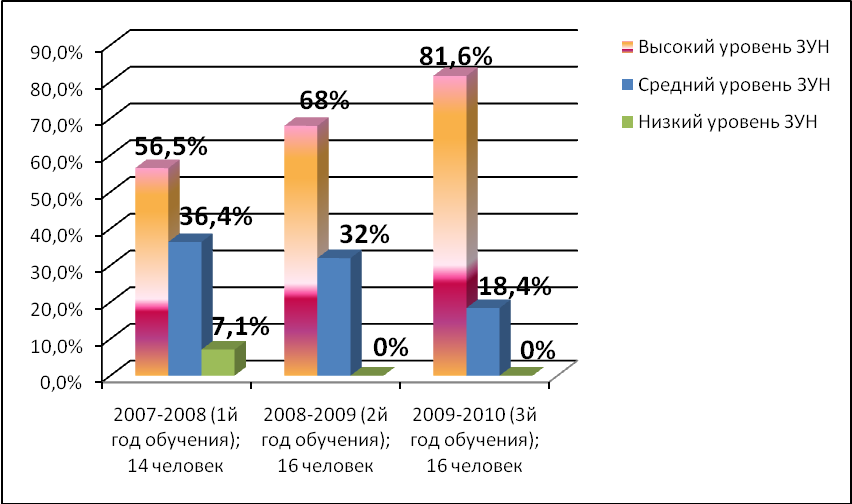 90,0%
80,0%
70,0%
60,0%
50,0%
40,0%
30,0%
20,0%
10,0%
0,0%
56,5%
36,4%
7,1%
68%
32%
0%
81,6%
18,4%
0%
2007-2008 (1й
год обучения);
14 человек
2008-2009 (2й
год обучения);
16 человек
2009-2010 (3й
год обучения);
16 человек
Высокий уровень ЗУН
Средний уровень ЗУН
Низкий уровень ЗУН